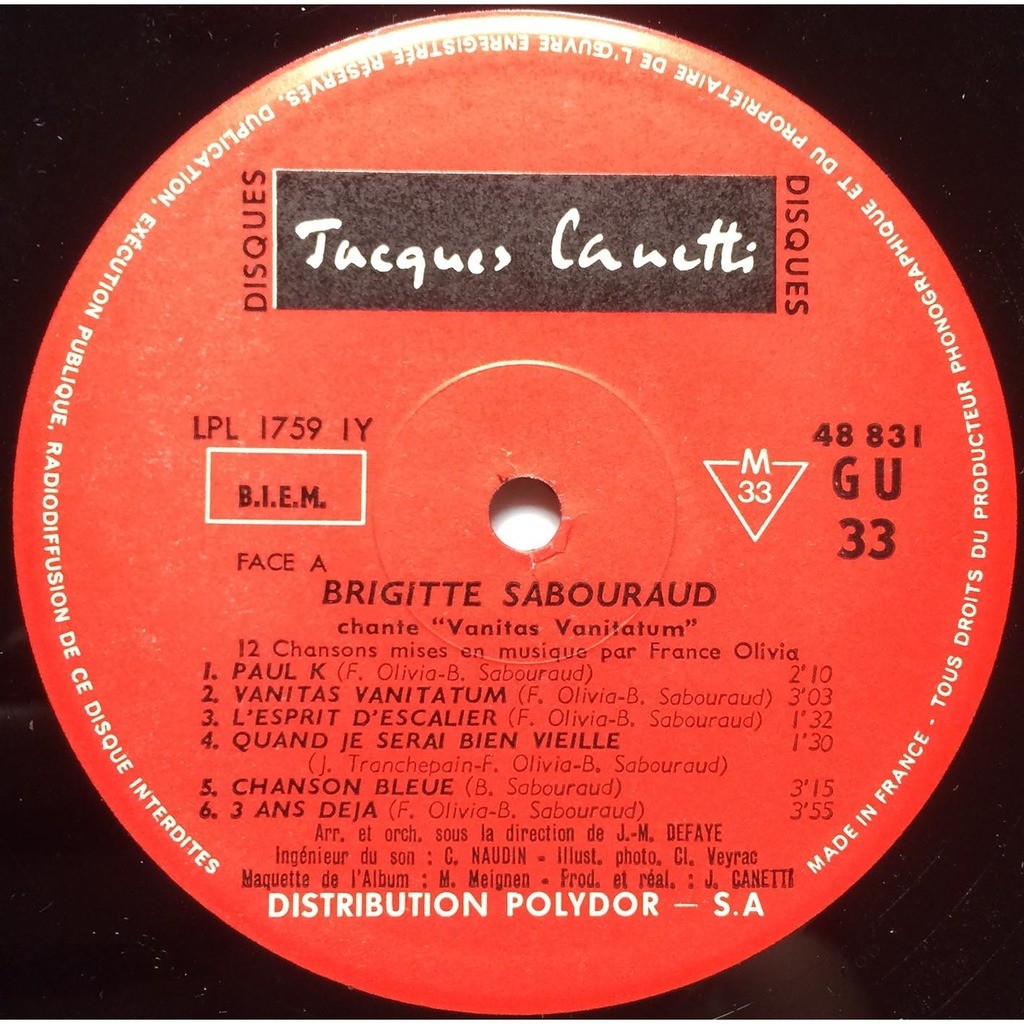 TOUS DROITS DU PRODUCTEUR PHONOGRAPHIQUE ET DU PROPRIÉTAIRE DE L'ŒUVRE ENREGISTRÉE RÉSERVÉS. DUPLICATION, EXÉCUTION PUBLIQUE, RADIODIFFUSION DE CE DISQUE INTERDITES
DISQUES
Jacques Canetti
DISQUES
LPL 1759 1Y
B.I.E.M.
M
33
48 831
GU
33
FACE A
BRIGITTE SABOURAUD
chante "Vanitas Vanitatum"
12 Chansons mises en musique par France Olivia
1. PAUL K (F. Olivia-B. Sabouraud) 2'10
2. VANITAS VANITATUM (F. Olivia-B. Sabouraud) 3'03
3. L'ESPRIT D'ESCALIER (F. Olivia-B. Sabouraud) 1'32
4. QUAND JE SERAI BIEN VIEILLE 1'30
(J. Tranchepain-F. Olivia-B. Sabouraud)
5. CHANSON BLEUE (B. Sabouraud) 3'15
6. 3 ANS DEJA (F. Olivia-B. Sabouraud) 3'55
Arr. et orch. sous la direction de J.-M. DEFAYE
Ingénieur du son : C. NAUDIN - Illust. photo. Cl. Veyrac
Maquette de l'Album : M. Meignen - Prod. et réal. : J. CANETTI
DISTRIBUTION POLYDOR — S.A
MADE IN FRANCE -